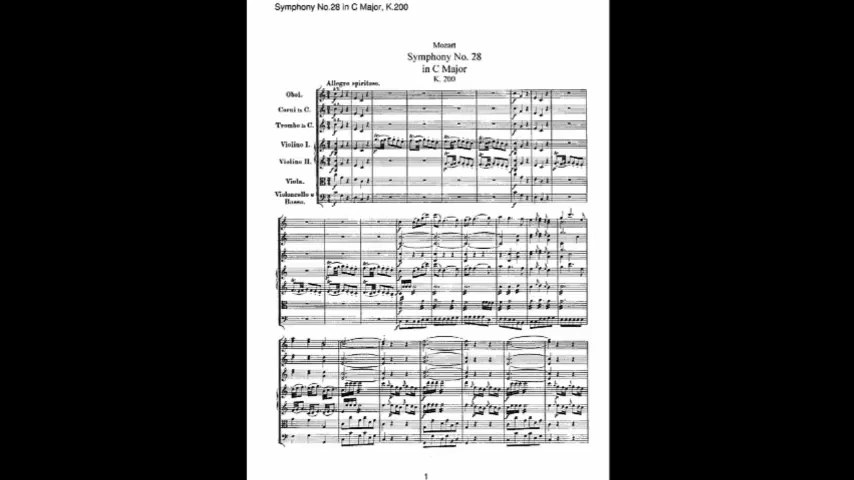 Symphony No.28 in C Major, K.200
Mozart
Symphony No. 28
in C Major
K. 200
Allegro spiritoso.
Oboi.
Corni in C.
Trombe in C.
Violino I.
Violino II.
Viola.
Violoncello e
Basso.
1